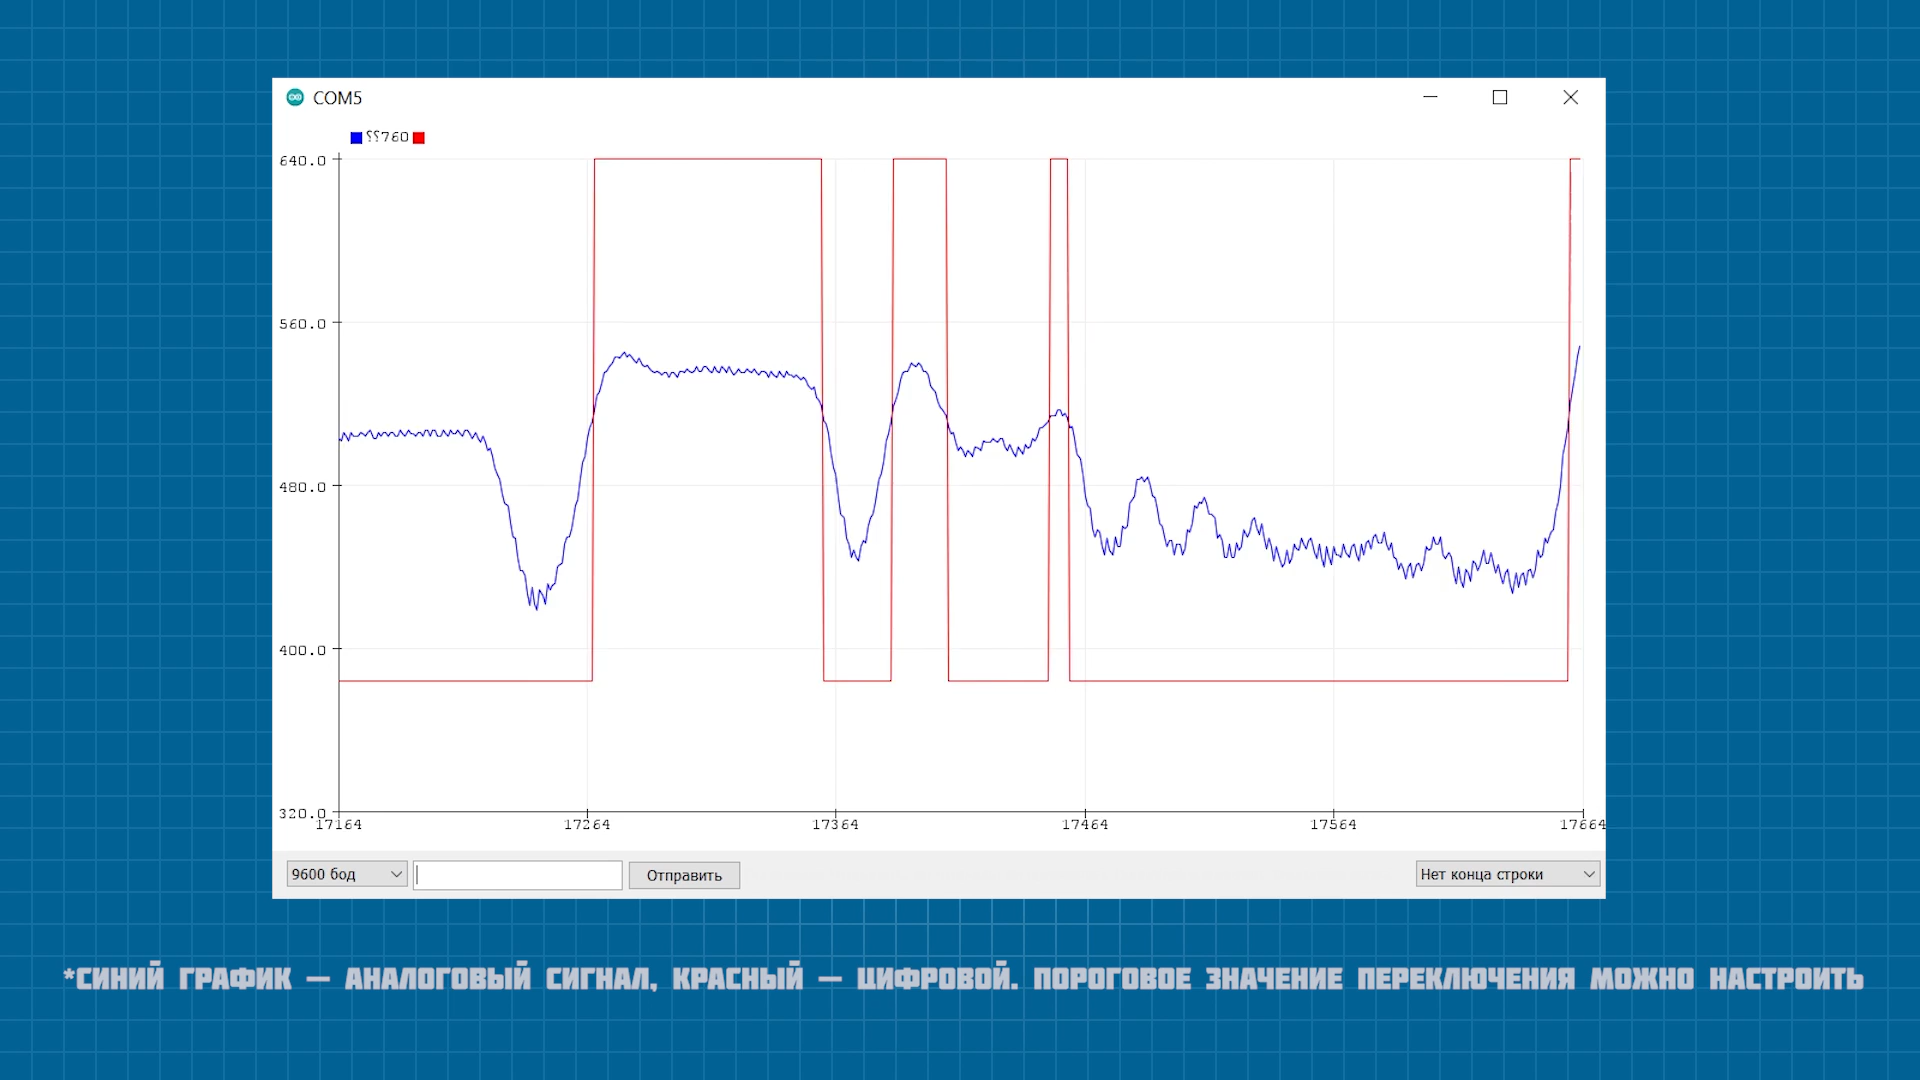 COM5
⸮⸮760
640.0
560.0
480.0
400.0
320.0
17164 17264 17364 17464 17564 17664
9600 бод Отправить Нет конца строки
*СИНИЙ ГРАФИК — АНАЛОГОВЫЙ СИГНАЛ, КРАСНЫЙ — ЦИФРОВОЙ. ПОРОГОВОЕ ЗНАЧЕНИЕ ПЕРЕКЛЮЧЕНИЯ МОЖНО НАСТРОИТЬ